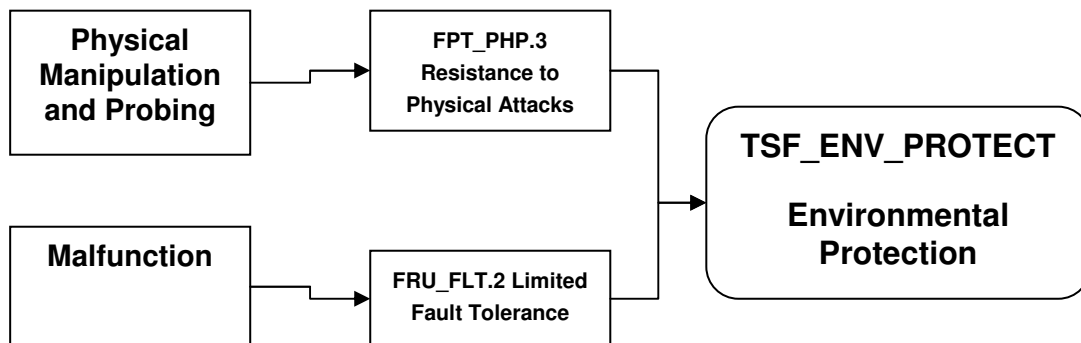 Physical
Manipulation
and Probing
FPT_PHP.3
Resistance to
Physical Attacks
TSF_ENV_PROTECT
Environmental
Protection
Malfunction
FRU_FLT.2 Limited
Fault Tolerance